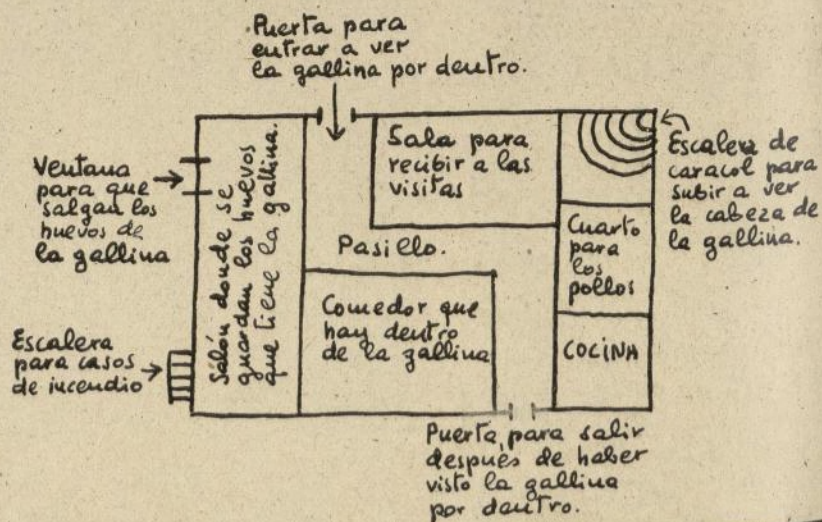 Puerta para
entrar a ver
la gallina por dentro.
Ventana
para que
salgan los
huevos de
la gallina
Escalera
para casos
de incendio
Salón donde se
guardan los huevos
que tiene la gallina.
Sala para
recibir a las
visitas
Pasillo.
Comedor que
hay dentro
de la gallina
Cuarto
para
los
pollos
COCINA
Escalera de
caracol para
subir a ver
la cabeza de
la gallina.
Puerta para salir
después de haber
visto la gallina
por dentro.